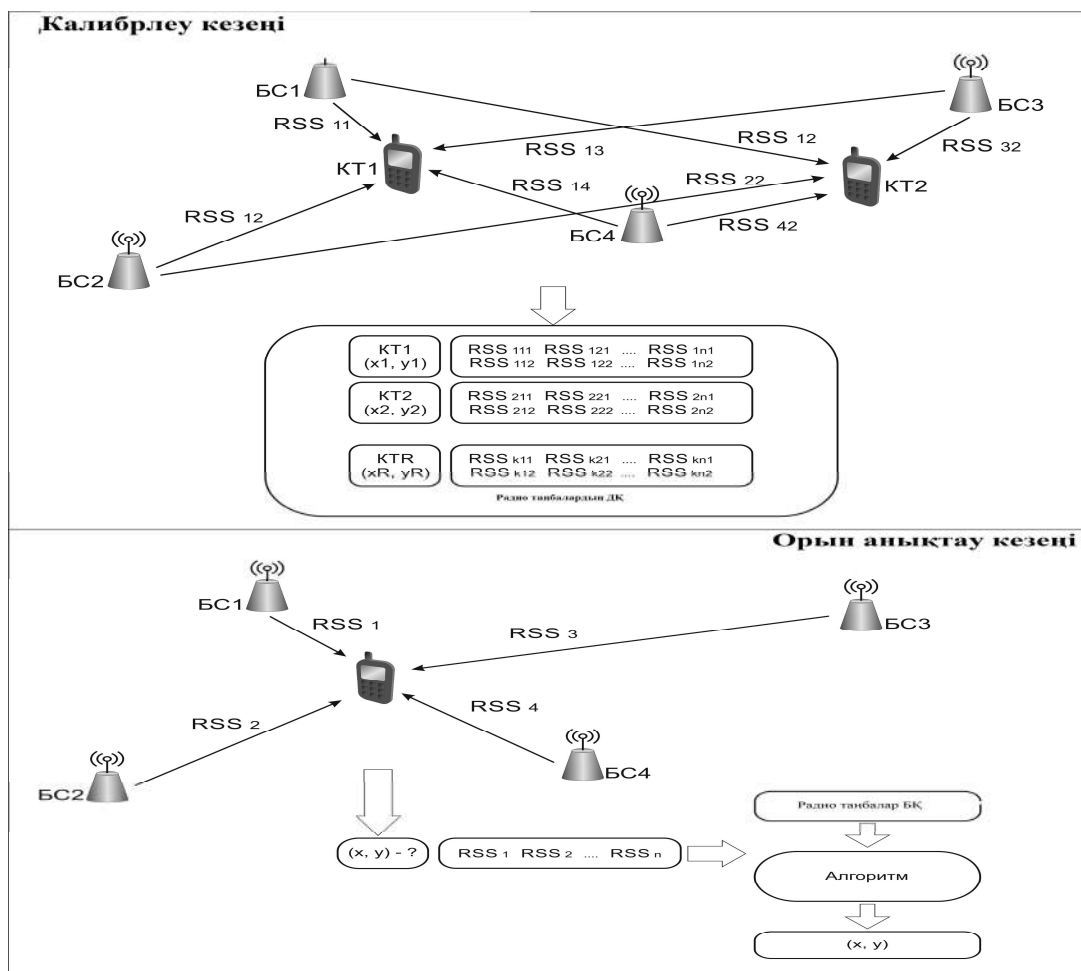 Калибрлеу кезеңі
БС1
БС3
RSS 11
RSS 12
RSS 13
RSS 32
КТ1
КТ2
RSS 14
RSS 22
RSS 12
БС4
RSS 42
БС2
КТ1
(x1, y1)
RSS 111 RSS 121 .... RSS 1n1
RSS 112 RSS 122 .... RSS 1n2
КТ2
(x2, y2)
RSS 211 RSS 221 .... RSS 2n1
RSS 212 RSS 222 .... RSS 2n2
KTR
(xR, yR)
RSS k11 RSS k21 .... RSS kn1
RSS k12 RSS k22 .... RSS kn2
Радио таңбалардың ДҚ
Орын анықтау кезеңі
БС1
БС3
RSS 1
RSS 3
RSS 2
RSS 4
БС2
БС4
Радио таңбалар БҚ
(x, y) - ?
RSS 1 RSS 2 .... RSS n
Алгоритм
(x, y)